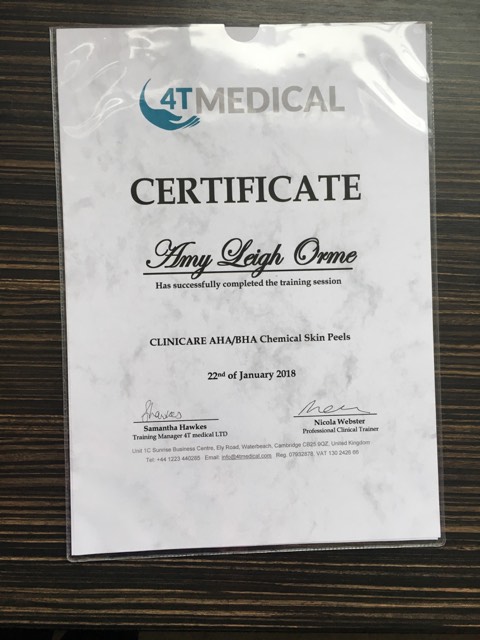 4TMEDICAL
CERTIFICATE
Amy Leigh Orme
Has successfully completed the training session
CLINICARE AHA/BHA Chemical Skin Peels
22nd of January 2018
Samantha Hawkes
Training Manager 4T medical LTD
Nicola Webster
Professional Clinical Trainer
Unit 1C Sunrise Business Centre, Ely Road, Waterbeach, Cambridge CB25 9QZ, United Kingdom
Tel: +44 1223 440285 Email: info@4tmedical.com Reg. 07932878, VAT 130 2426 66